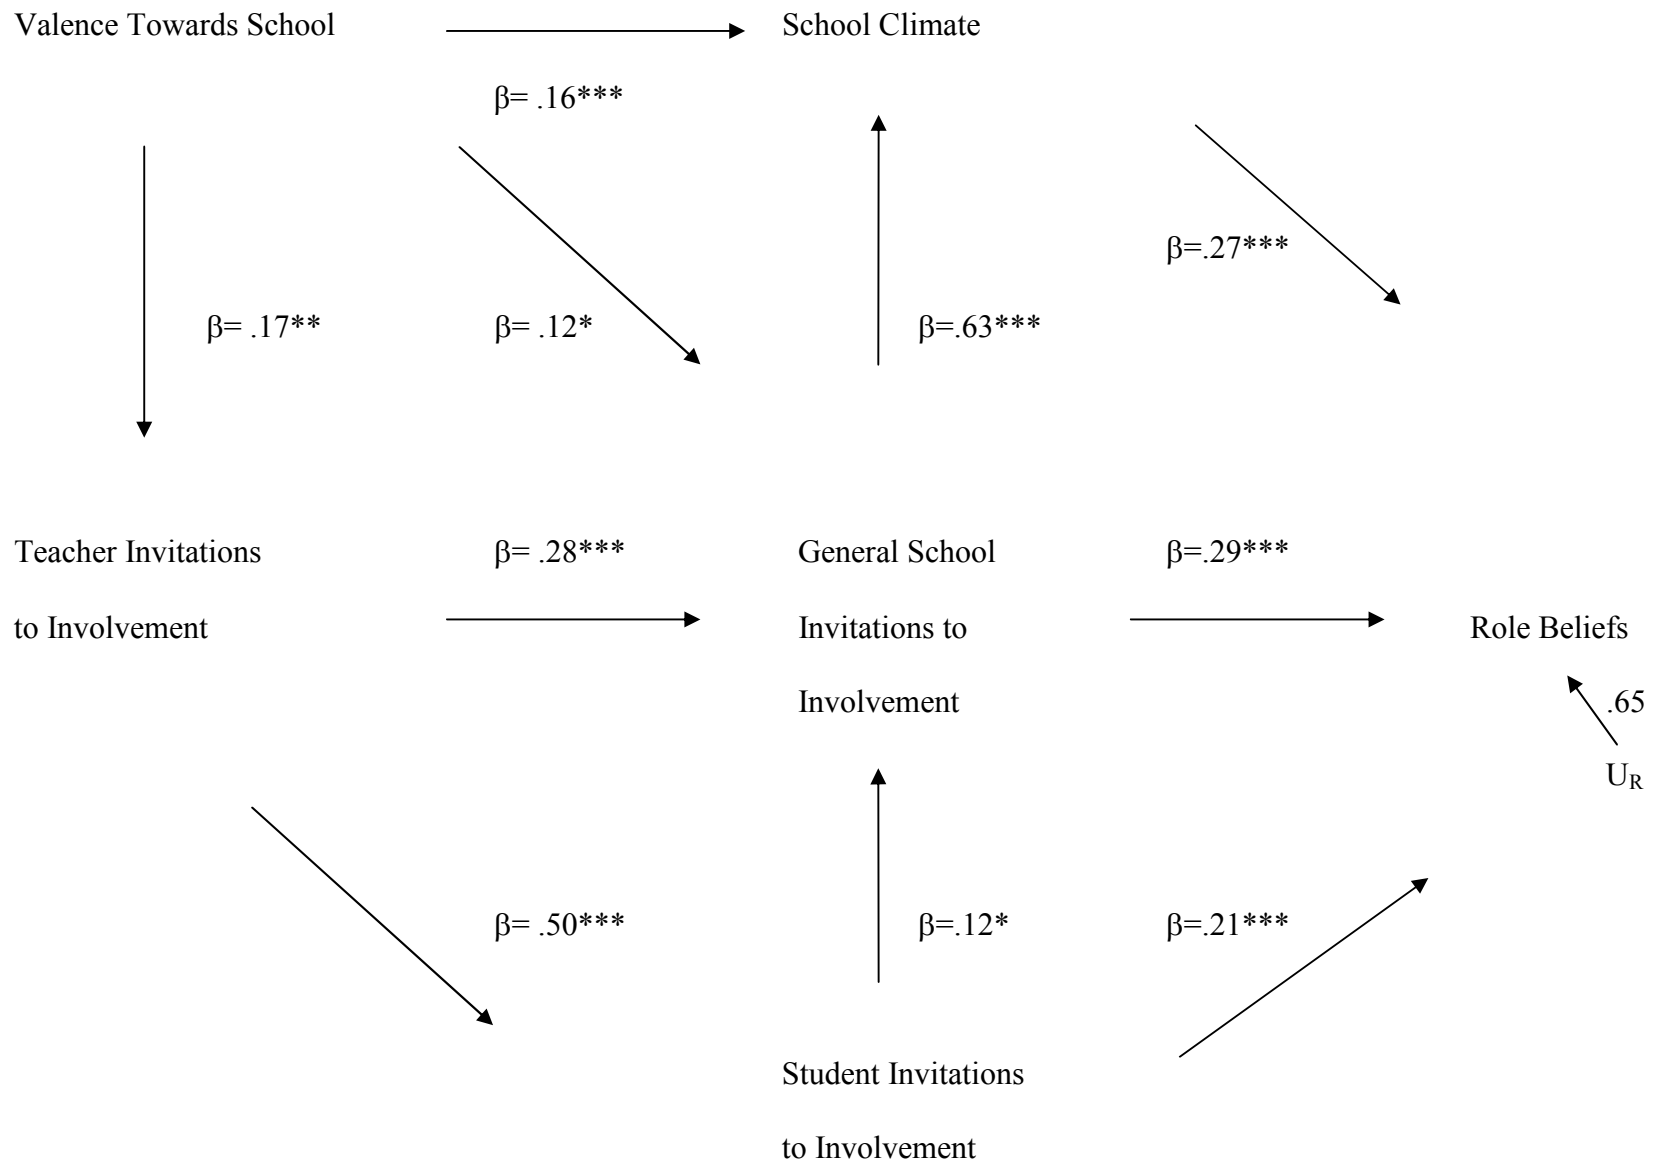 Valence Towards School
School Climate
β= .16***
β=.27***
β= .17**
β= .12*
β=.63***
Teacher Invitations
to Involvement
β= .28***
General School
Invitations to
Involvement
β=.29***
Role Beliefs
.65
U_R
β= .50***
β=.12*
β=.21***
Student Invitations
to Involvement